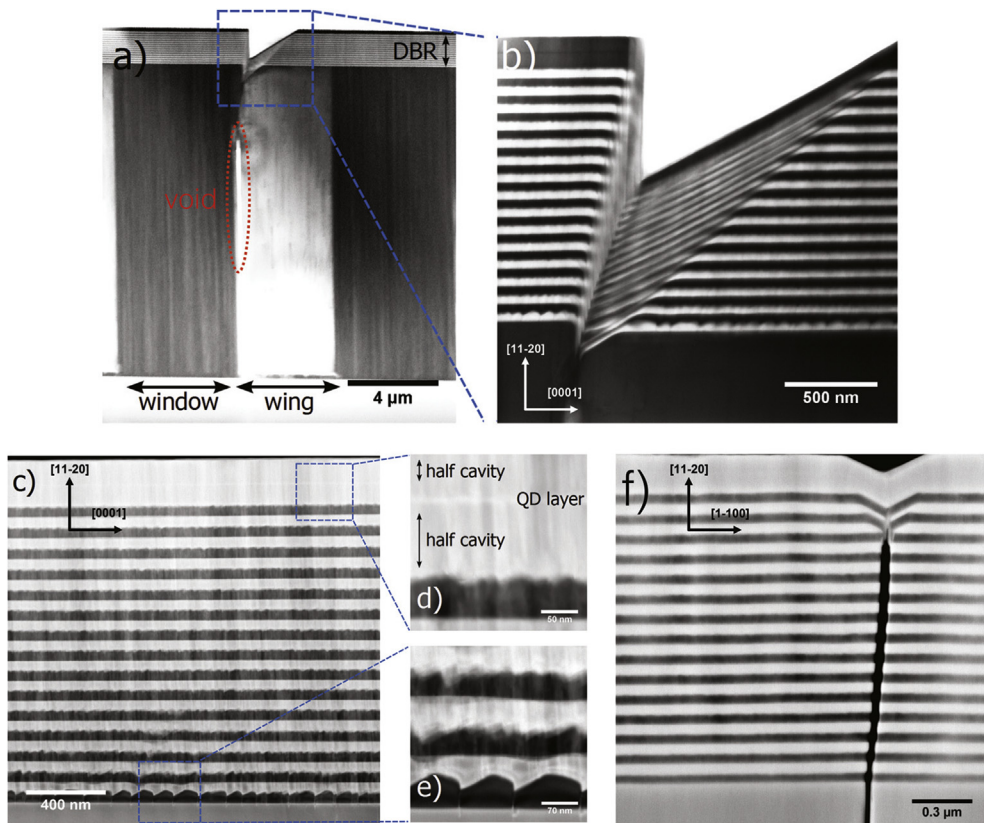 a)
DBR
void
window
wing
4 μm
b)
[11-20]
[0001]
500 nm
c)
[11-20]
[0001]
400 nm
half cavity
QD layer
half cavity
d)
50 nm
e)
70 nm
f)
[11-20]
[1-100]
0.3 μm